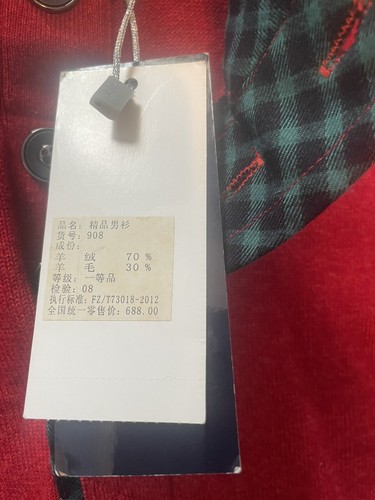 品名：精品男衫
货号：908
成份：
羊 绒 70％
羊 毛 30％
等级：一等品
检验：08
执行标准：FZ/T73018-2012
全国统一零售价：688.00